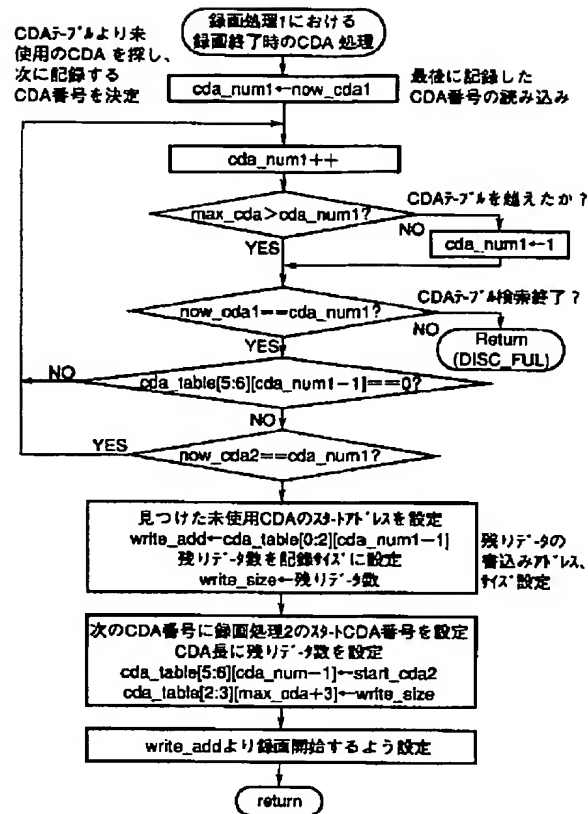 CDAﾃｰﾌﾞﾙより未
使用のCDA を探し、
次に記録する
CDA番号を決定
録画処理1における
録画終了時のCDA 処理
cda_num1←now_cda1
最後に記録した
CDA番号の読み込み
cda_num1++
CDAﾃｰﾌﾞﾙを越えたか？
max_cda>cda_num1?
NO
YES
cda_num1←1
CDAﾃｰﾌﾞﾙ検索終了？
now_cda1==cda_num1?
NO
YES
Return
(DISC_FUL)
NO
cda_table[5:6][cda_num1−1]==0?
NO
YES
now_cda2==cda_num1?
見つけた未使用CDAのｽﾀｰﾄｱﾄﾞﾚｽを設定
write_add←cda_table[0:2][cda_num1−1]
残りﾃﾞｰﾀ数を記録ｻｲｽﾞに設定
write_size←残りﾃﾞｰﾀ数
残りﾃﾞｰﾀの
書込みｱﾄﾞﾚｽ、
ｻｲｽﾞ設定
次のCDA番号に録画処理2のｽﾀｰﾄCDA番号を設定
CDA長に残りﾃﾞｰﾀ数を設定
cda_table[5:6][cda_num−1]←start_cda2
cda_table[2:3][max_cda+3]←write_size
write_addより録画開始するよう設定
return